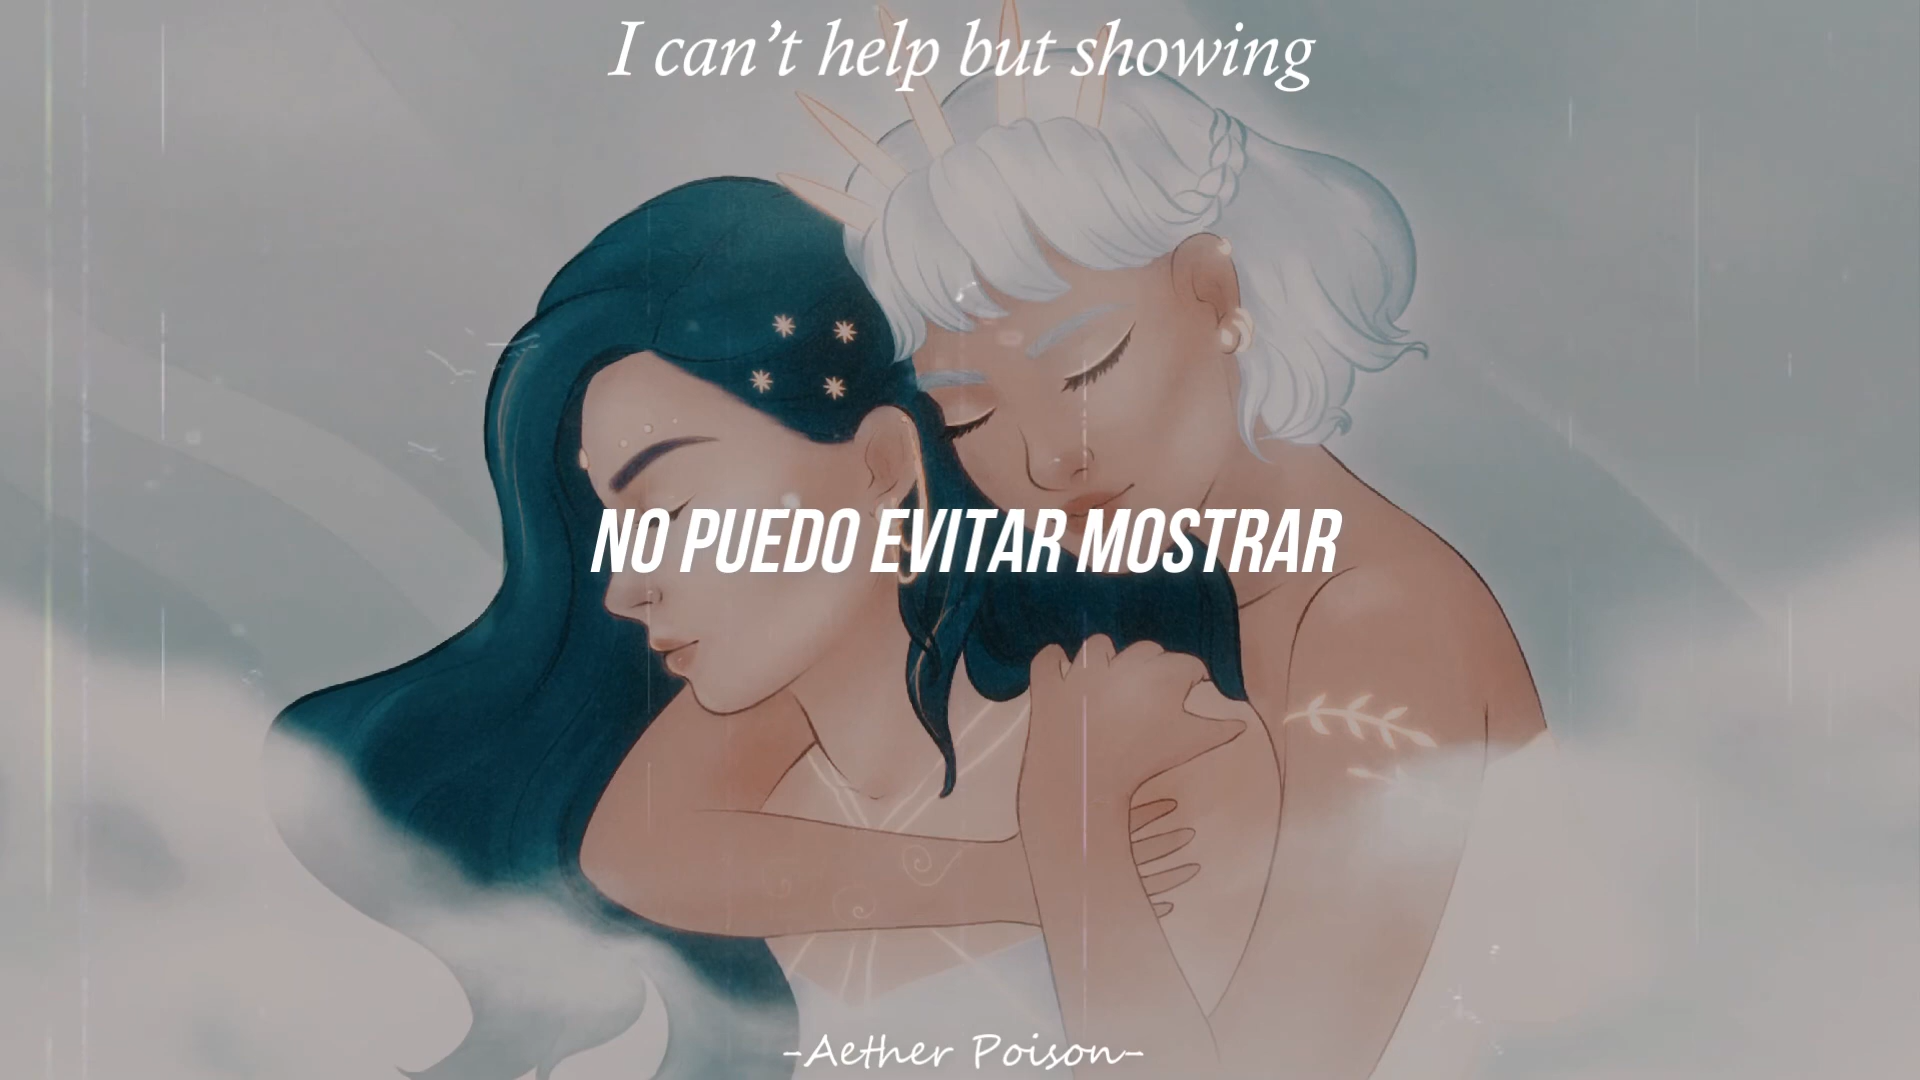 I can’t help but showing
NO PUEDO EVITAR MOSTRAR
-Aether Poison-